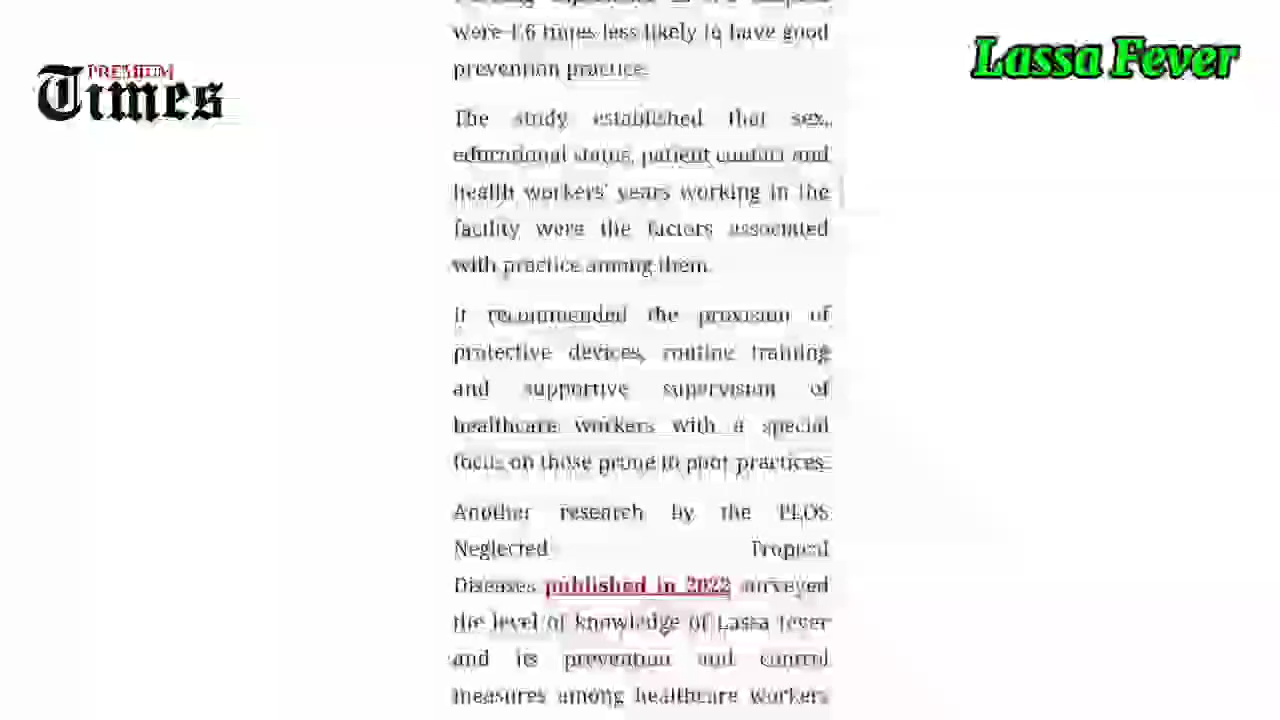 PREMIUM
Times
Lassa Fever
were 1.6 times less likely to have good
prevention practice.
The study established that sex,
educational status, patient contact and
health workers' years working in the
facility were the factors associated
with practice among them.
It recommended the provision of
protective devices, routine training
and supportive supervision of
healthcare workers with a special
focus on those prone to poor practices.
Another research by the PLOS
Neglected Tropical
Diseases published in 2022 surveyed
the level of knowledge of Lassa fever
and its prevention and control
measures among healthcare workers